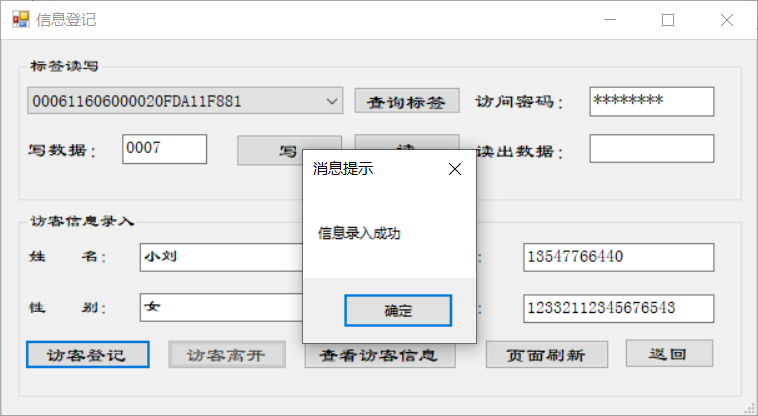 信息登记
标签读写
000611606000020FDA11F881 查询标签 访问密码: ********
写数据: 0007 写 读 读出数据:
消息提示
信息录入成功
确定
访客信息录入
姓 名: 小刘 : 13547766440
性 别: 女 : 12332112345676543
访客登记 访客离开 查看访客信息 页面刷新 返回